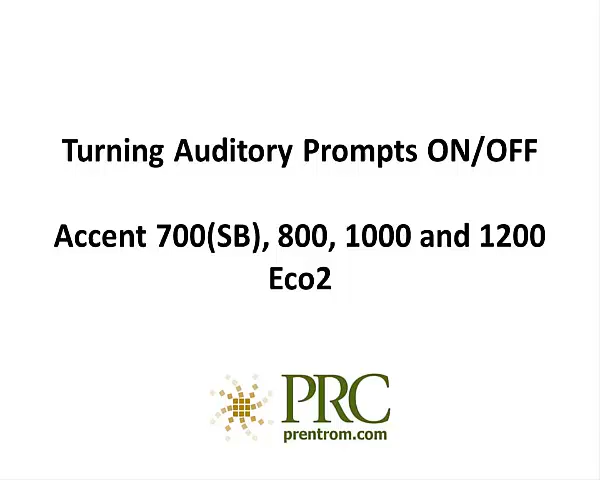 Turning Auditory Prompts ON/OFF
Accent 700(SB), 800, 1000 and 1200
Eco2
PRC
prentrom.com